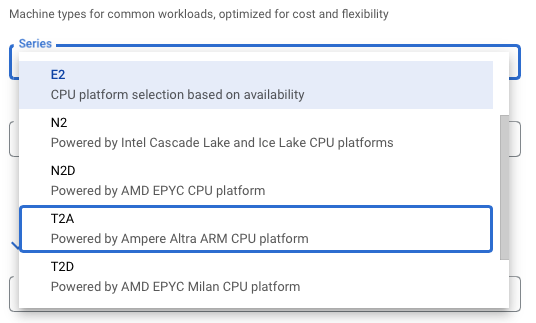 Machine types for common workloads, optimized for cost and flexibility
Series
E2
CPU platform selection based on availability
N2
Powered by Intel Cascade Lake and Ice Lake CPU platforms
N2D
Powered by AMD EPYC CPU platform
T2A
Powered by Ampere Altra ARM CPU platform
T2D
Powered by AMD EPYC Milan CPU platform